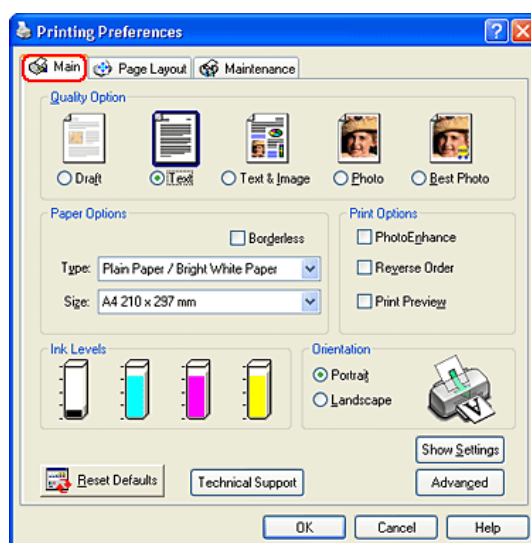 Printing Preferences
Main Page Layout Maintenance
Quality Option
Draft Text Text & Image Photo Best Photo
Paper Options
Borderless
Type: Plain Paper / Bright White Paper
Size: A4 210 x 297 mm
Print Options
PhotoEnhance
Reverse Order
Print Preview
Ink Levels
Orientation
Portrait
Landscape
A
Show Settings
Reset Defaults Technical Support Advanced
OK Cancel Help